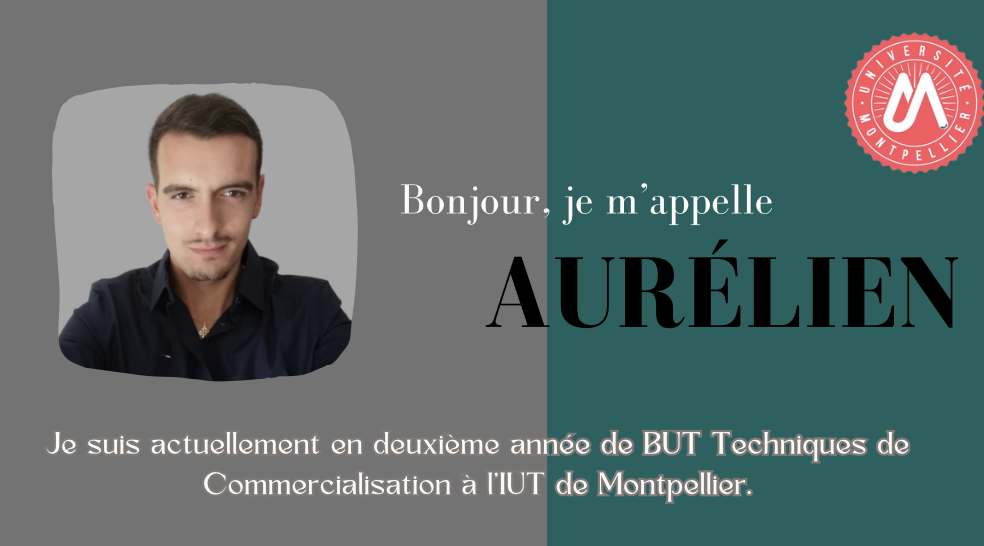 UNIVERSITÉ
MONTPELLIER
Bonjour, je m'appelle
AURÉLIEN
Je suis actuellement en deuxième année de BUT Techniques de
Commercialisation à l'IUT de Montpellier.